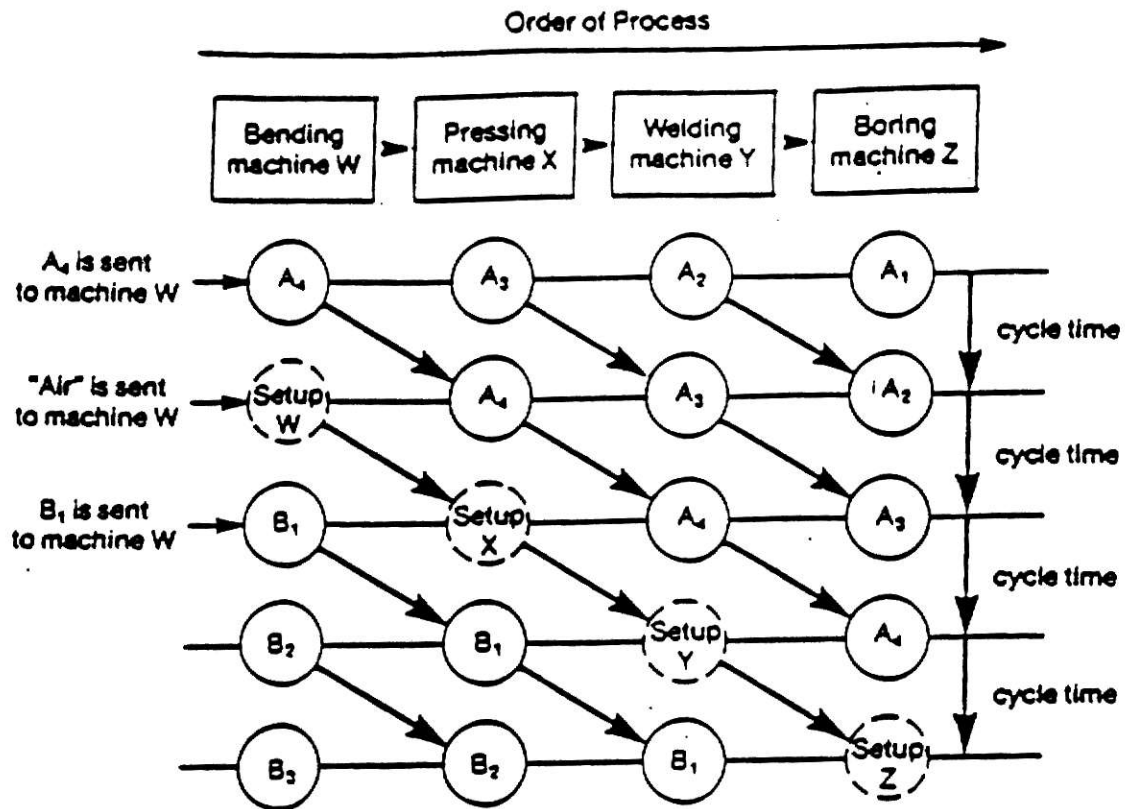 Order of Process
Bending
machine W
Pressing
machine X
Welding
machine Y
Boring
machine Z
A₄ is sent
to machine W
A₄
A₃
A₂
A₁
cycle time
"Air" is sent
to machine W
Setup
W
A₄
A₃
A₂
cycle time
B₁ is sent
to machine W
B₁
Setup
X
A₄
A₃
cycle time
B₂
B₁
Setup
Y
A₄
cycle time
B₃
B₂
B₁
Setup
Z